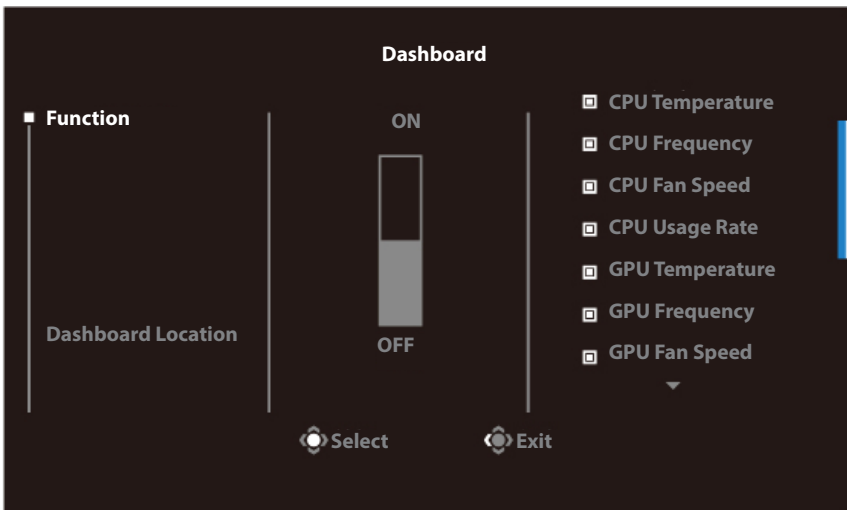 Dashboard
Function
Dashboard Location
ON
OFF
CPU Temperature
CPU Frequency
CPU Fan Speed
CPU Usage Rate
GPU Temperature
GPU Frequency
GPU Fan Speed
Select
Exit